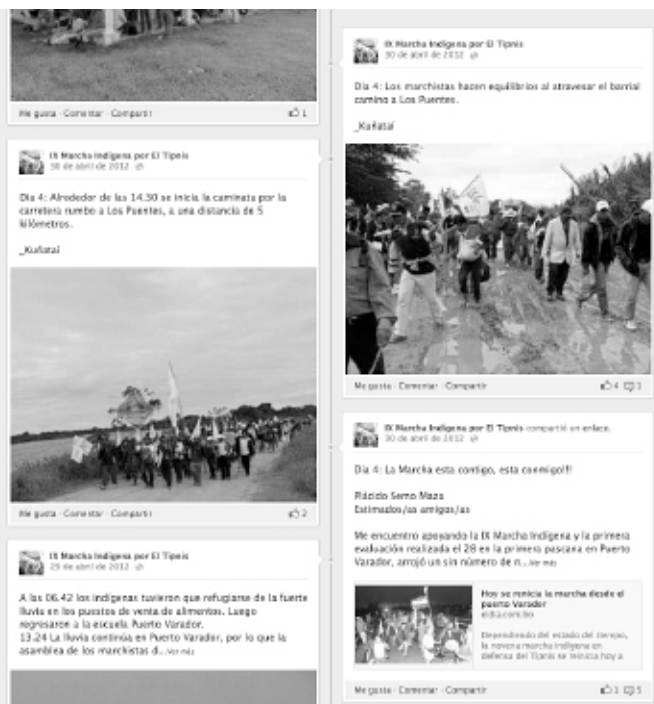 Me gusta · Comentar · Compartir 1
IX Marcha Indígena por El Tipnis
30 de abril de 2012
Día 4: Alrededor de las 14.30 se inicia la caminata por la
carretera rumbo a Los Puentes, a una distancia de 5
kilómetros.
_Kuñataí
Me gusta · Comentar · Compartir 2
IX Marcha Indígena por El Tipnis
29 de abril de 2012
A las 06.42 los indígenas tuvieron que refugiarse de la fuerte
lluvia en los puestos de venta de alimentos. Luego
regresaron a la escuela Puerto Varador.
13.24 La lluvia continúa en Puerto Varador, por lo que la
asamblea de los marchistas d...Ver más
IX Marcha Indígena por El Tipnis
30 de abril de 2012
Día 4: Los marchistas hacen equilibrios al atravesar el barrial
camino a Los Puentes.
_Kuñataí
Me gusta · Comentar · Compartir 4 1
IX Marcha Indígena por El Tipnis compartió un enlace.
30 de abril de 2012
Día 4: La Marcha esta contigo, esta conmigo!!!
Plácido Semo Maza
Estimados/as amigos/as
Me encuentro apoyando la IX Marcha Indígena y la primera
evaluación realizada el 28 en la primera pascana en Puerto
Varador, arrojó un sin número de n...Ver más
Hoy se renicia la marcha desde el
puerto Varador
eldia.com.bo
Dependiendo del estado del tiempo,
la novena marcha indígena en
defensa del Tipnis se reinicia hoy a
Me gusta · Comentar · Compartir 1 5